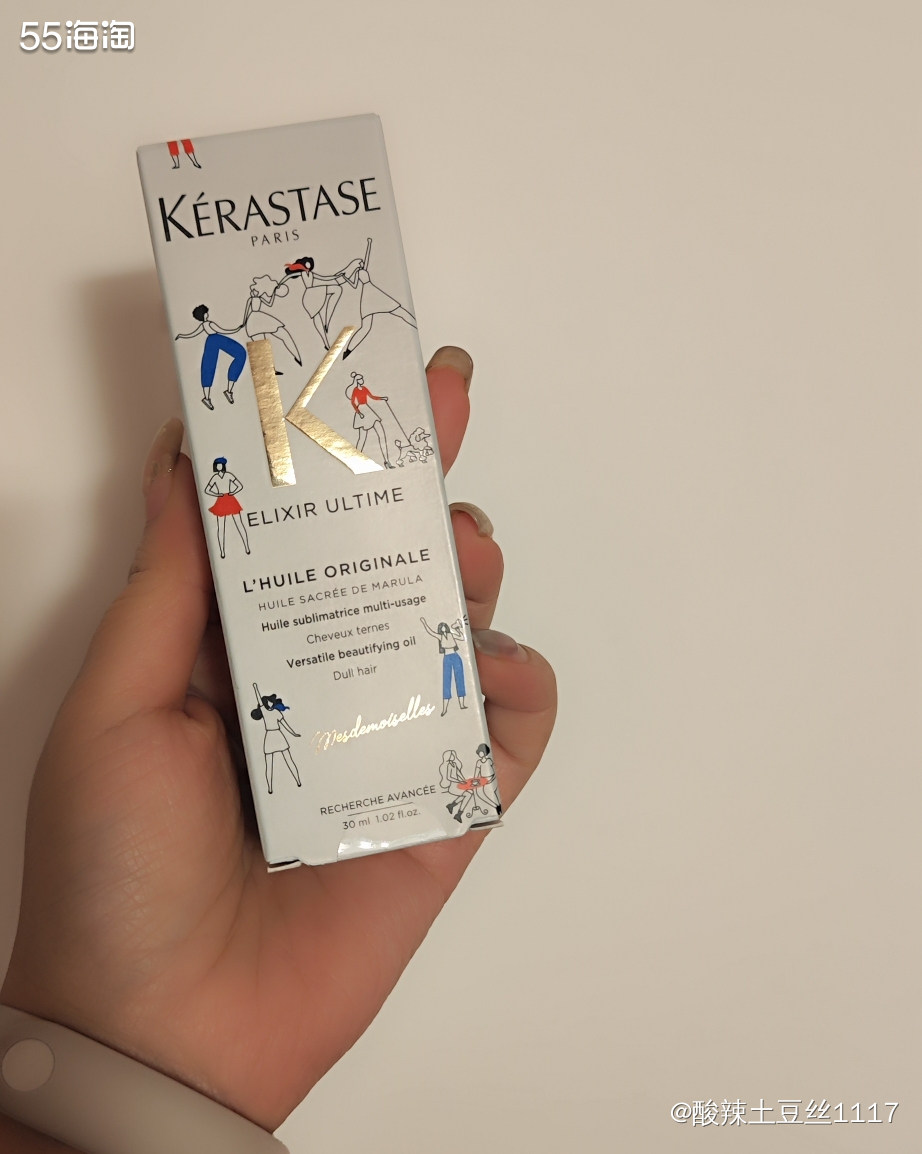 55海淘
KÉRASTASE
PARIS
K
ELIXIR ULTIME
L'HUILE ORIGINALE
HUILE SACRÉE DE MARULA
Huile sublimatrice multi-usage
Cheveux ternes
Versatile beautifying oil
Dull hair
Mesdemoiselles
RECHERCHE AVANCÉE
30 ml 1.02 fl.oz.
@酸辣土豆丝1117